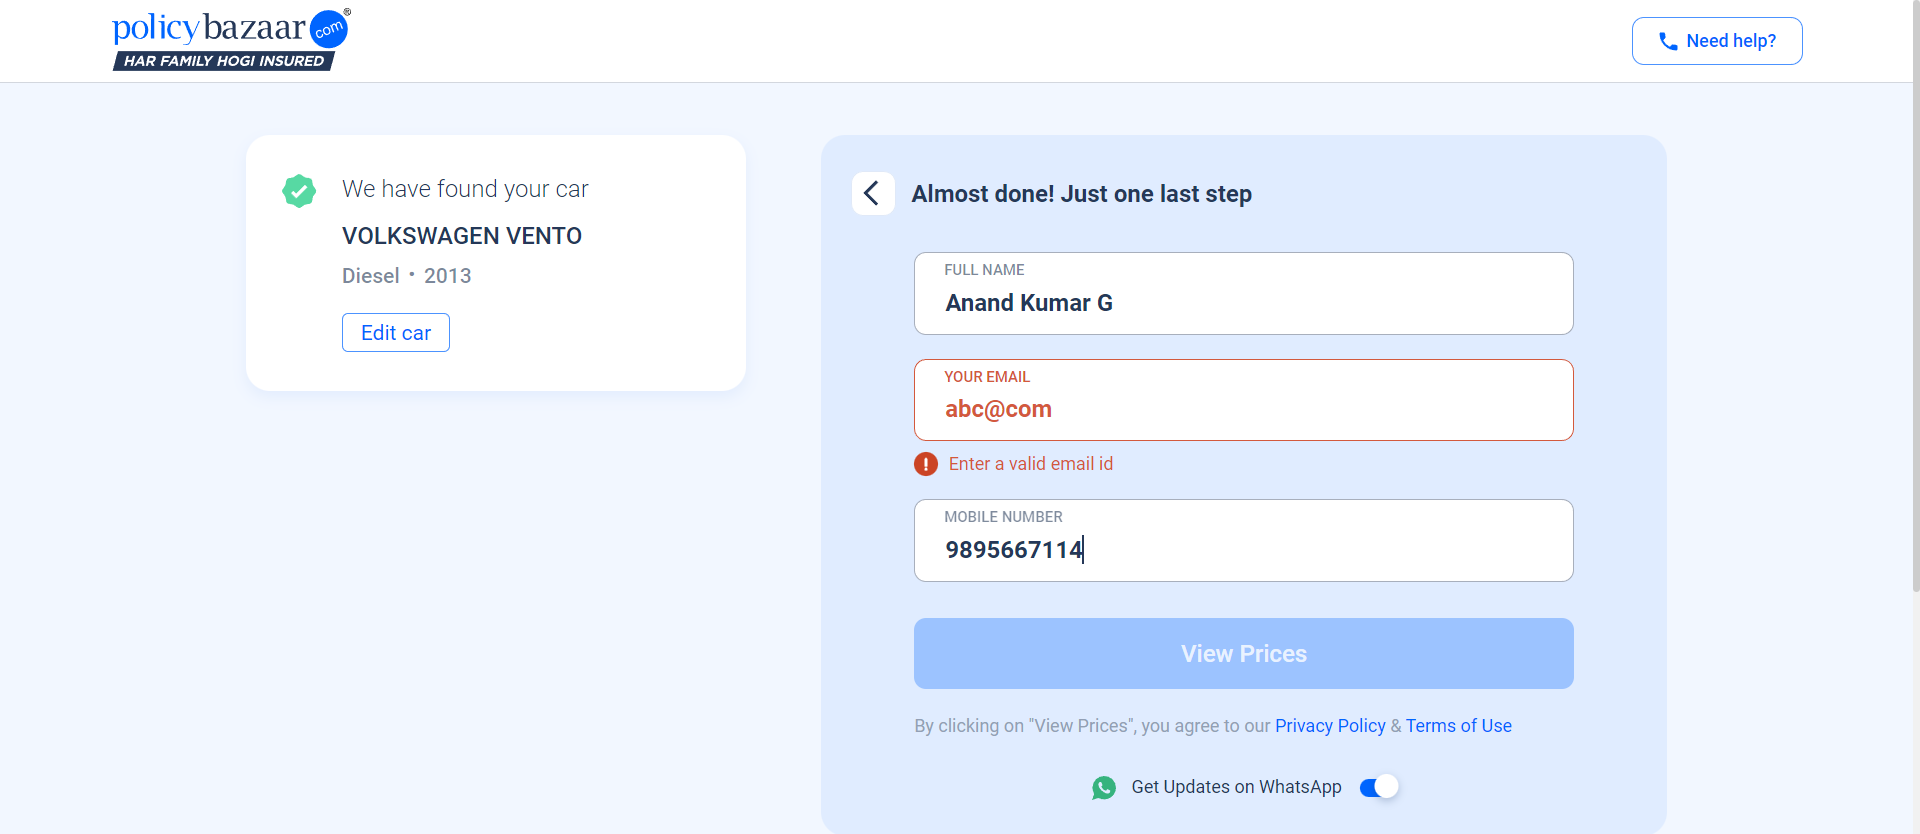 policybazaar com ®
HAR FAMILY HOGI INSURED
Need help?
We have found your car
VOLKSWAGEN VENTO
Diesel • 2013
Edit car
Almost done! Just one last step
FULL NAME
Anand Kumar G
YOUR EMAIL
abc@com
Enter a valid email id
MOBILE NUMBER
9895667114
View Prices
By clicking on "View Prices", you agree to our Privacy Policy & Terms of Use
Get Updates on WhatsApp